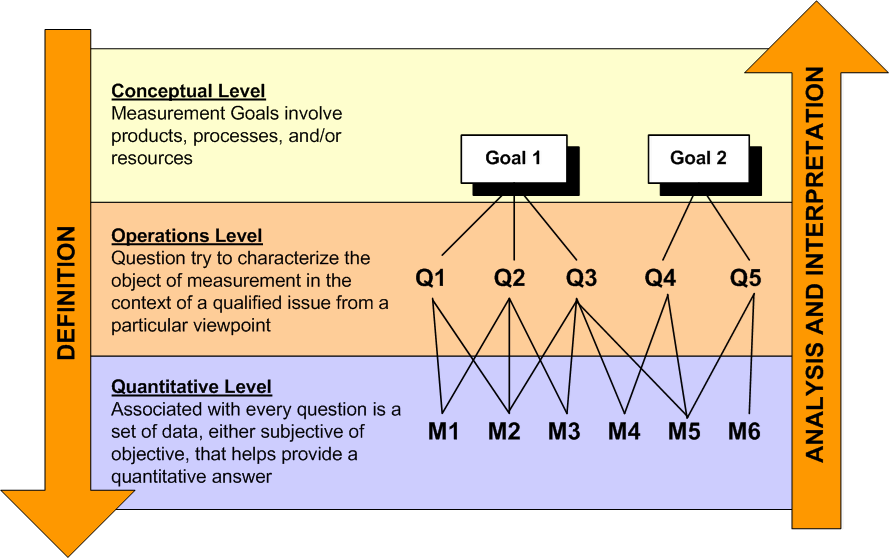 DEFINITION
Conceptual Level
Measurement Goals involve
products, processes, and/or
resources
Goal 1
Goal 2
Operations Level
Question try to characterize the
object of measurement in the
context of a qualified issue from a
particular viewpoint
Q1 Q2 Q3 Q4 Q5
Quantitative Level
Associated with every question is a
set of data, either subjective of
objective, that helps provide a
quantitative answer
M1 M2 M3 M4 M5 M6
ANALYSIS AND INTERPRETATION